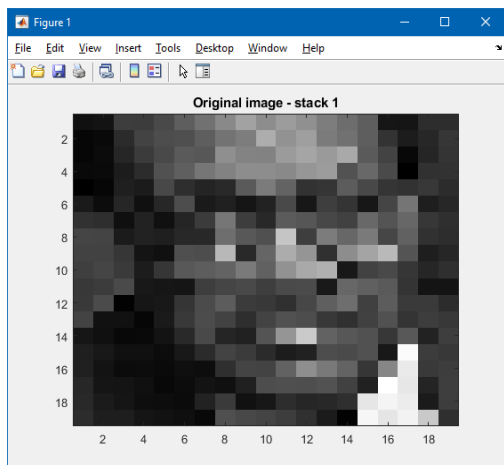 Figure 1
File Edit View Insert Tools Desktop Window Help
Original image - stack 1
2
4
6
8
10
12
14
16
18
2 4 6 8 10 12 14 16 18